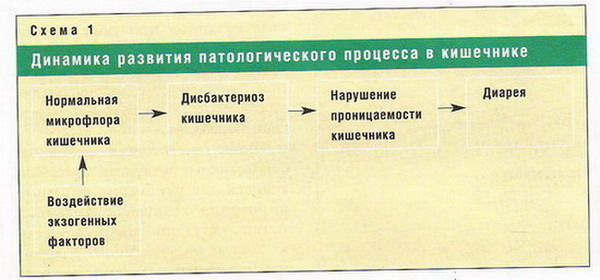 Схема 1
Динамика развития патологического процесса в кишечнике
Нормальная
микрофлора
кишечника
Дисбактериоз
кишечника
Нарушение
проницаемости
кишечника
Диарея
Воздействие
экзогенных
факторов